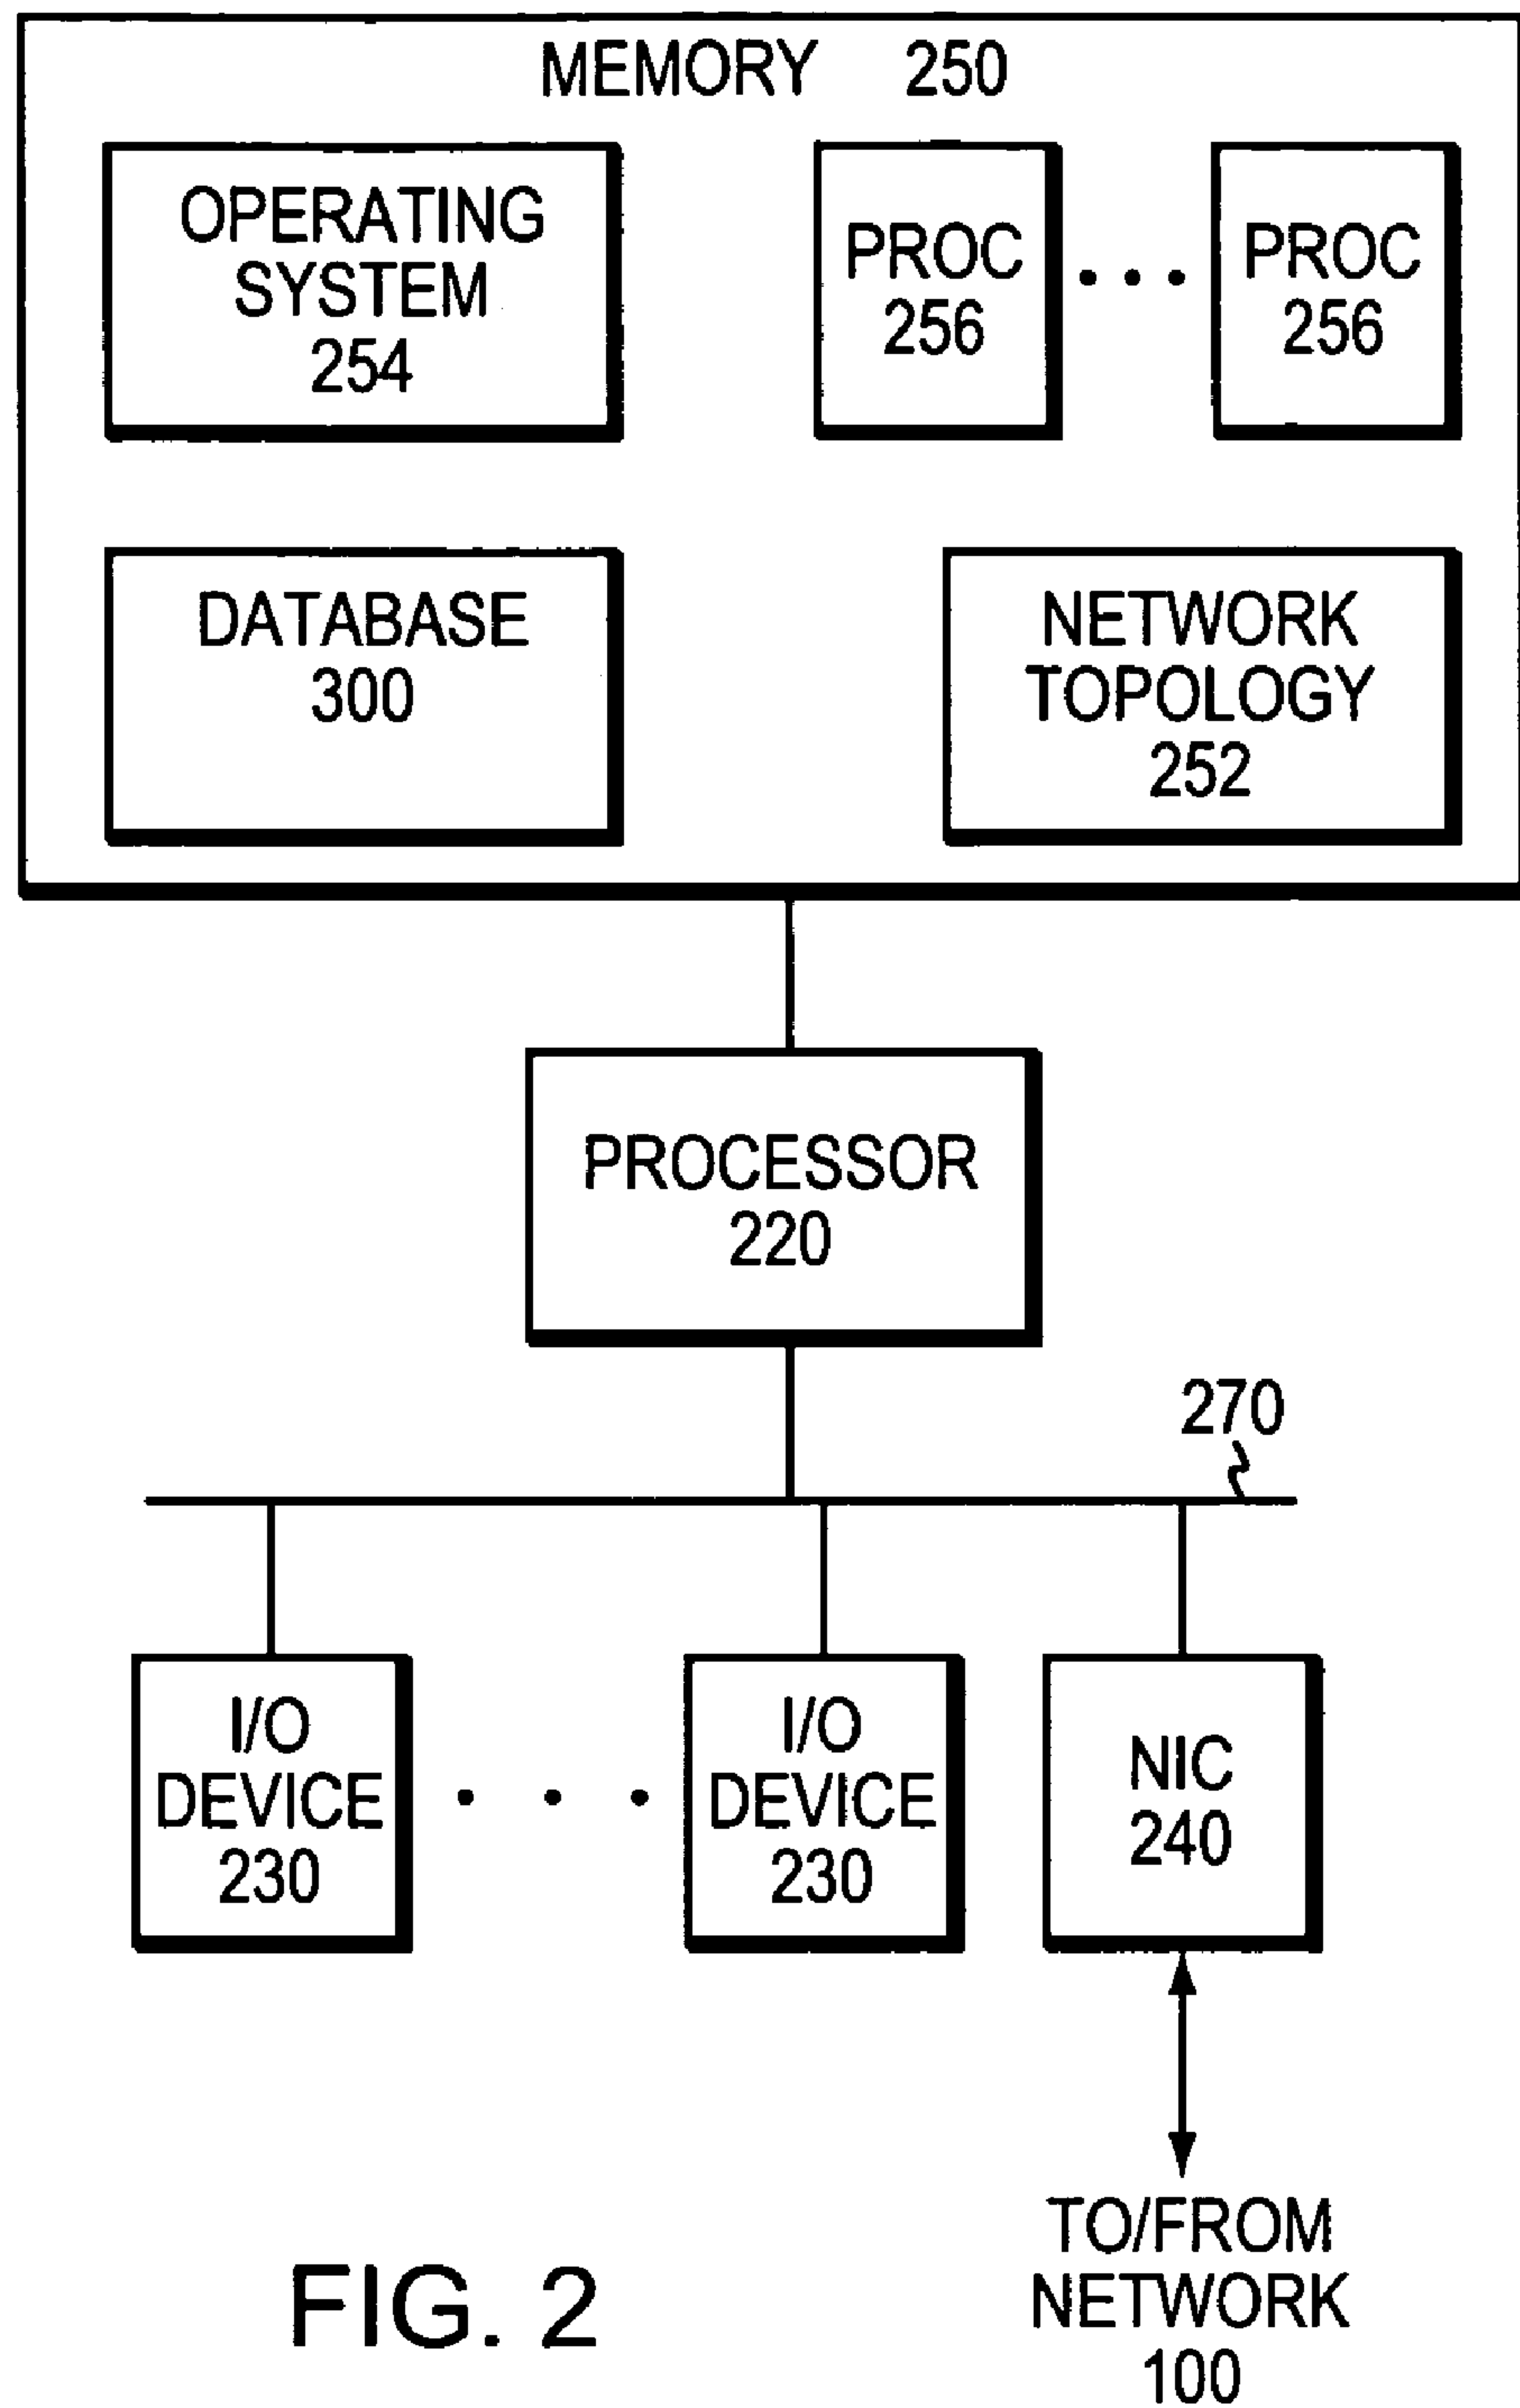 MEMORY 250
OPERATING
SYSTEM
254
PROC
256
PROC
256
DATABASE
300
NETWORK
TOPOLOGY
252
PROCESSOR
220
270
I/O
DEVICE
230
I/O
DEVICE
230
NIC
240
TO/FROM
NETWORK
100
FIG. 2